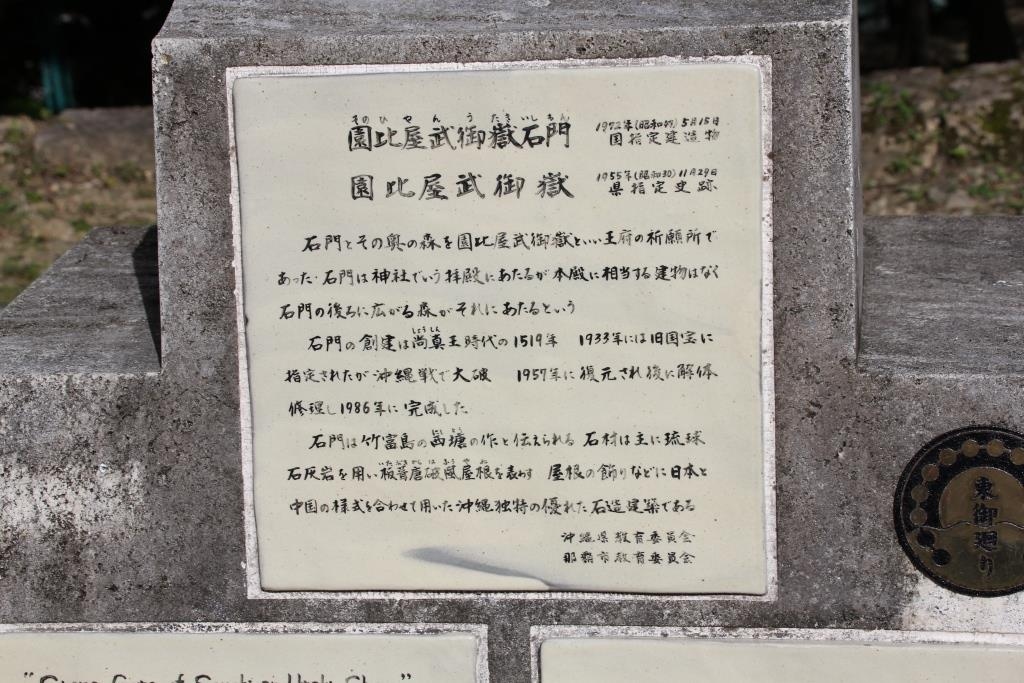 そのひやんうたきいしもん
園比屋武御嶽石門
1972年(昭和47)5月15日
国指定建造物
園比屋武御嶽
1955年(昭和30)11月29日
県指定史跡
石門とその奥の森を園比屋武御嶽といい王府の祈願所で
あった.石門は神社でいう拝殿にあたるが本殿に相当する建物はなく
石門の後ろに広がる森がそれにあたるという
しょうしん
石門の創建は尚真王時代の1519年 1933年には旧国宝に
指定されたが沖縄戦で大破 1957年に復元され後に解体
修理し1986年に完成した
石門は竹富島の西塘の作と伝えられる 石材は主に琉球
石灰岩を用い板葺唐破風屋根を表わす 屋根の飾りなどに日本と
中国の様式を合わせて用いた沖縄独特の優れた石造建築である
沖縄県教育委員会
那覇市教育委員会
東御廻り